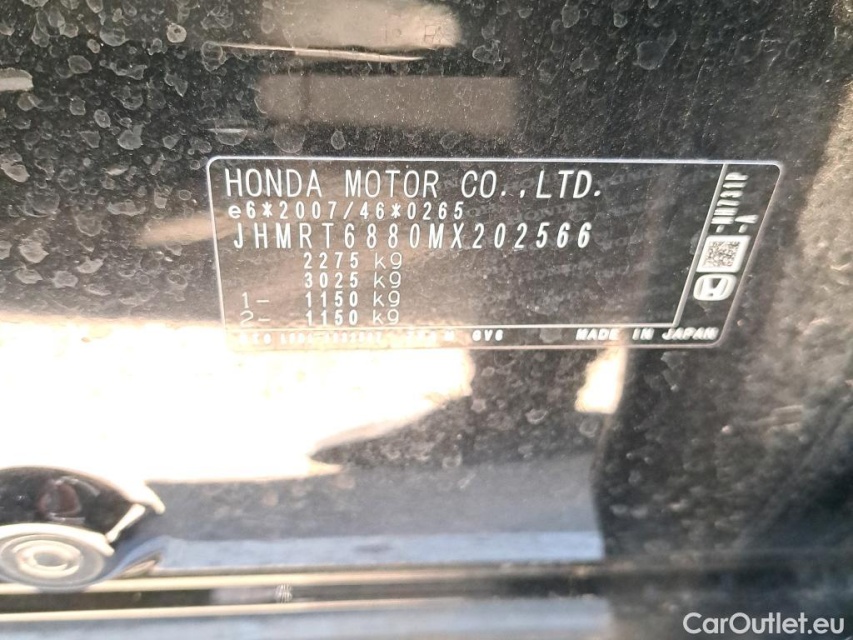 HONDA MOTOR CO.,LTD.
e6*2007/46*0265
JHMRT6880MX202566
2275 kg
3025 kg
1- 1150 kg
2- 1150 kg
MADE IN JAPAN
CarOutlet.eu